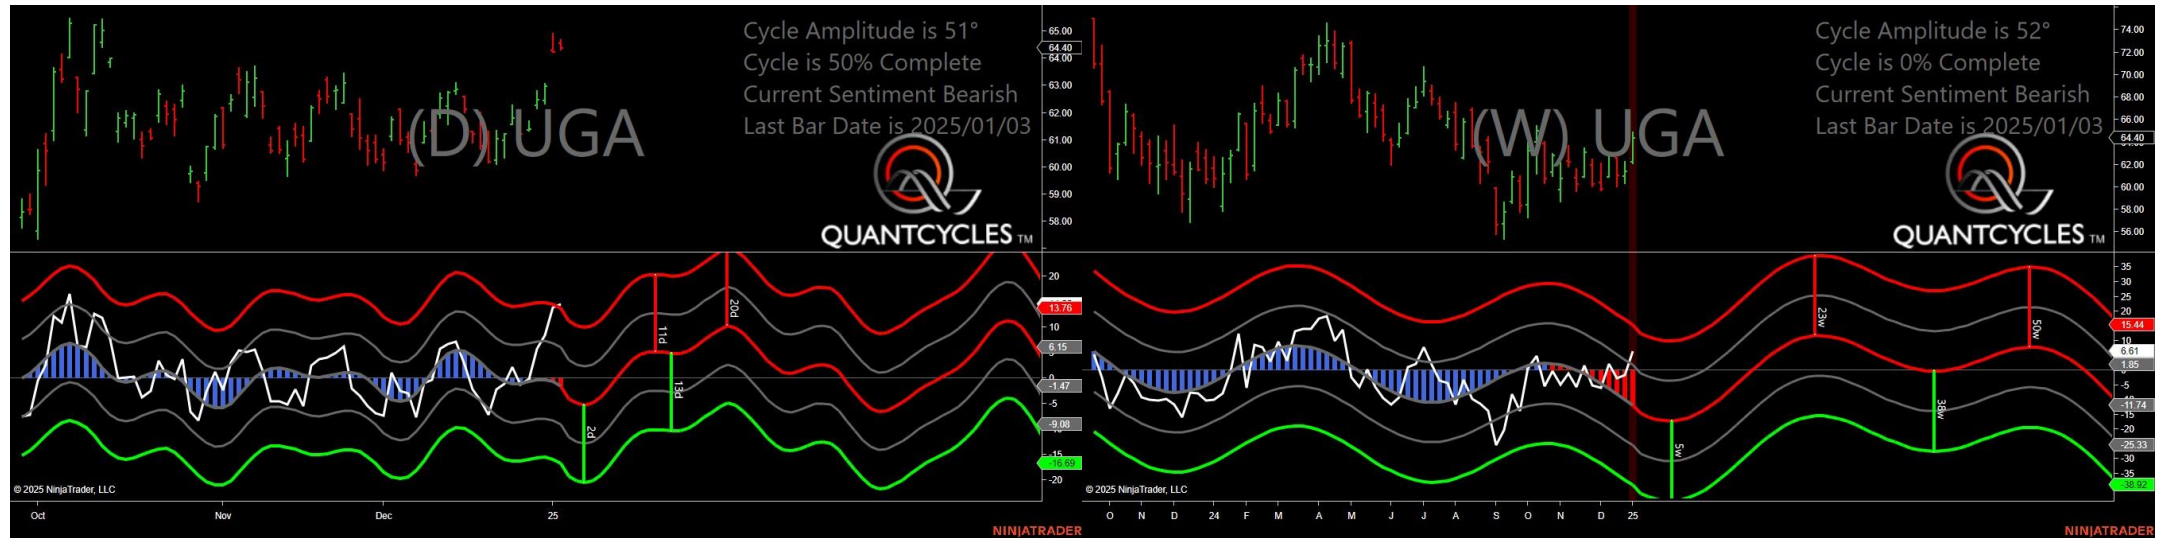 Cycle Amplitude is 51°
Cycle is 50% Complete
Current Sentiment Bearish
Last Bar Date is 2025/01/03
(D) UGA
QUANTCYCLES TM
65.00
64.40
64.00
63.00
62.00
61.00
60.00
59.00
58.00
20
13.76
10
6.15
0
-1.47
-5
-9.08
-15
-16.69
-20
2d
11d
13d
20d
© 2025 NinjaTrader, LLC
Oct Nov Dec 25
NINJATRADER
Cycle Amplitude is 52°
Cycle is 0% Complete
Current Sentiment Bearish
Last Bar Date is 2025/01/03
(W) UGA
QUANTCYCLES TM
74.00
72.00
70.00
68.00
66.00
64.40
62.00
60.00
58.00
56.00
35
30
25
20
15.44
10
6.61
1.85
-5
-11.74
-15
-20
-25.33
-30
-35
-38.92
5w
23w
38w
50w
© 2025 NinjaTrader, LLC
O N D 24 F M A M J J A S O N D 25
NINJATRADER